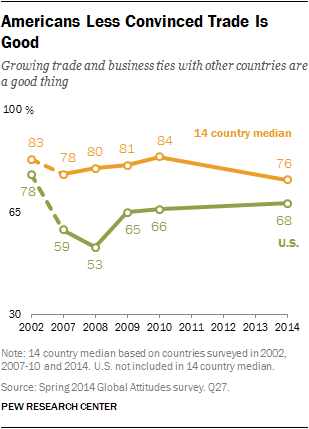 Americans Less Convinced Trade Is
Good
Growing trade and business ties with other countries are
a good thing
100 %
14 country median
83 78 80 81 84 76
78 59 53 65 66 68
U.S.
65
30
2002 2007 2008 2009 2010 2011 2012 2013 2014
Note: 14 country median based on countries surveyed in 2002,
2007-10 and 2014. U.S. not included in 14 country median.
Source: Spring 2014 Global Attitudes survey. Q27.
PEW RESEARCH CENTER